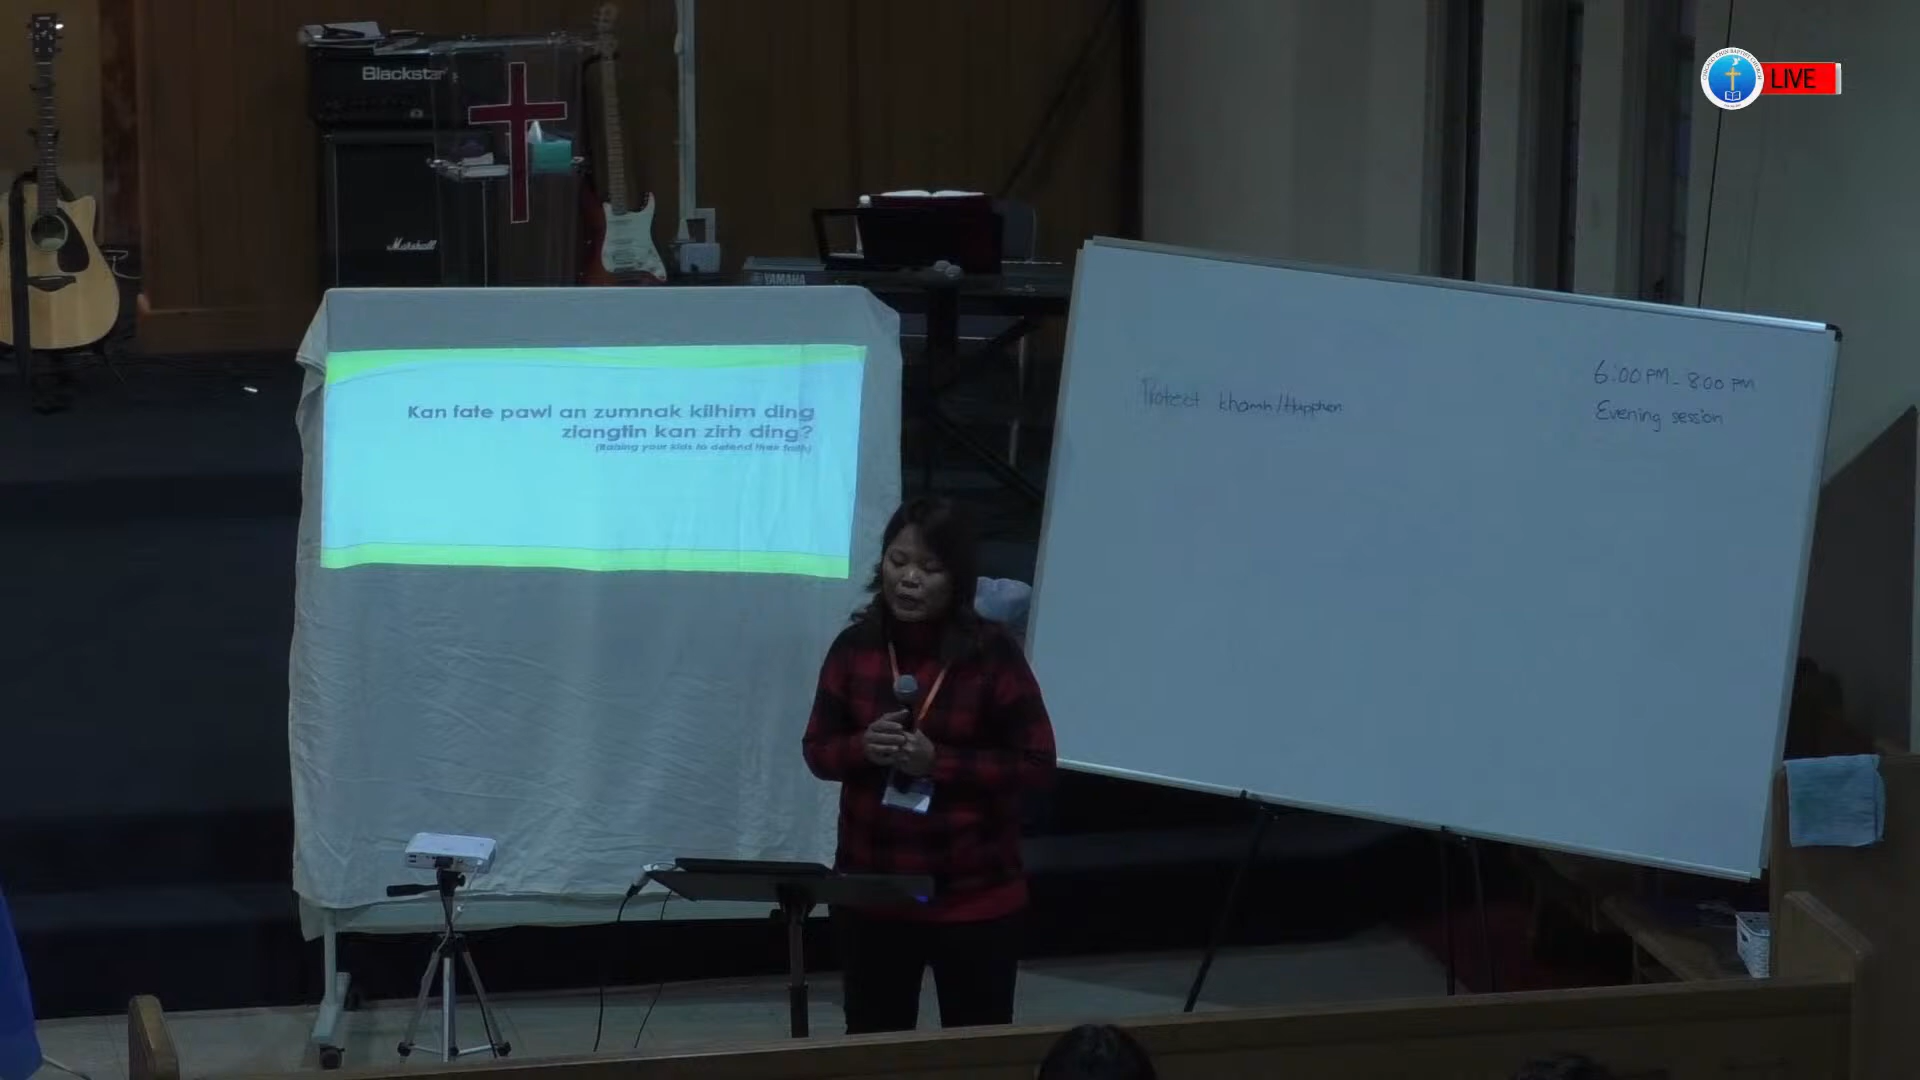 Blackstar
Marshall
YAMAHA
LIVE
Kan fate pawl an zumnak kilhim ding
ziangtin kan zirh ding?
(Raising your kids to defend their faith)
Protect khamh/
6:00 PM - 8:00 PM
Evening session